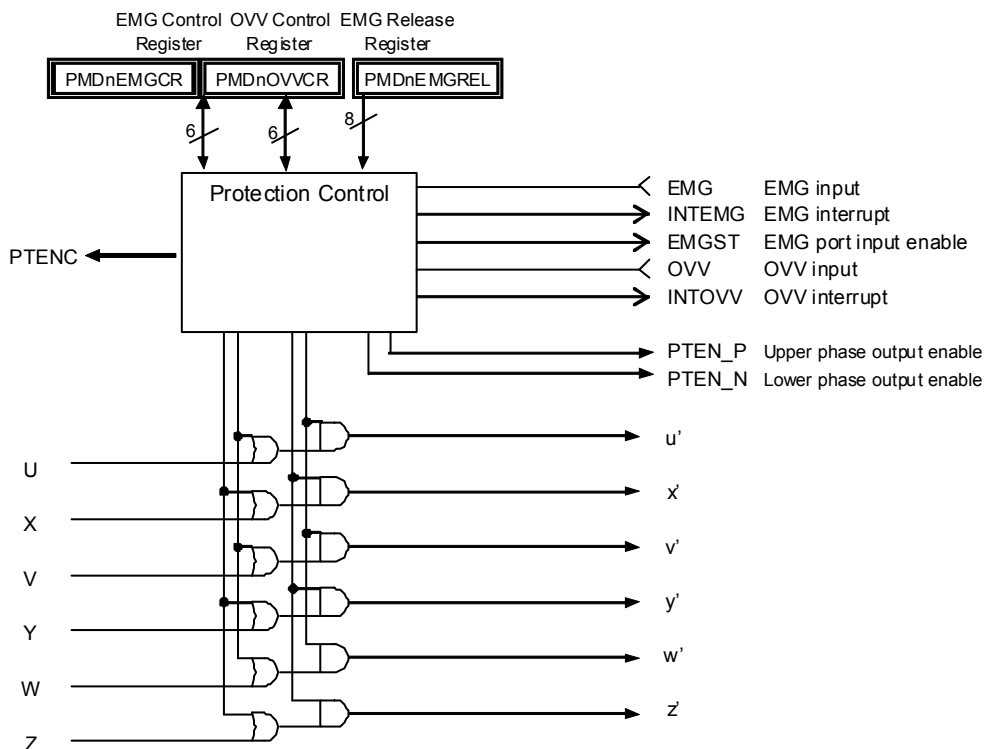 EMG Control OVV Control EMG Release
Register Register Register
PMDnEMGCR PMDnOVVCR PMDnEMGREL
6 6 8
Protection Control
EMG EMG input
INTEMG EMG interrupt
EMGST EMG port input enable
PTENC
OVV OVV input
INTOVV OVV interrupt
PTEN_P Upper phase output enable
PTEN_N Lower phase output enable
u'
U
x'
X
v'
V
y'
Y
w'
W
z'
Z